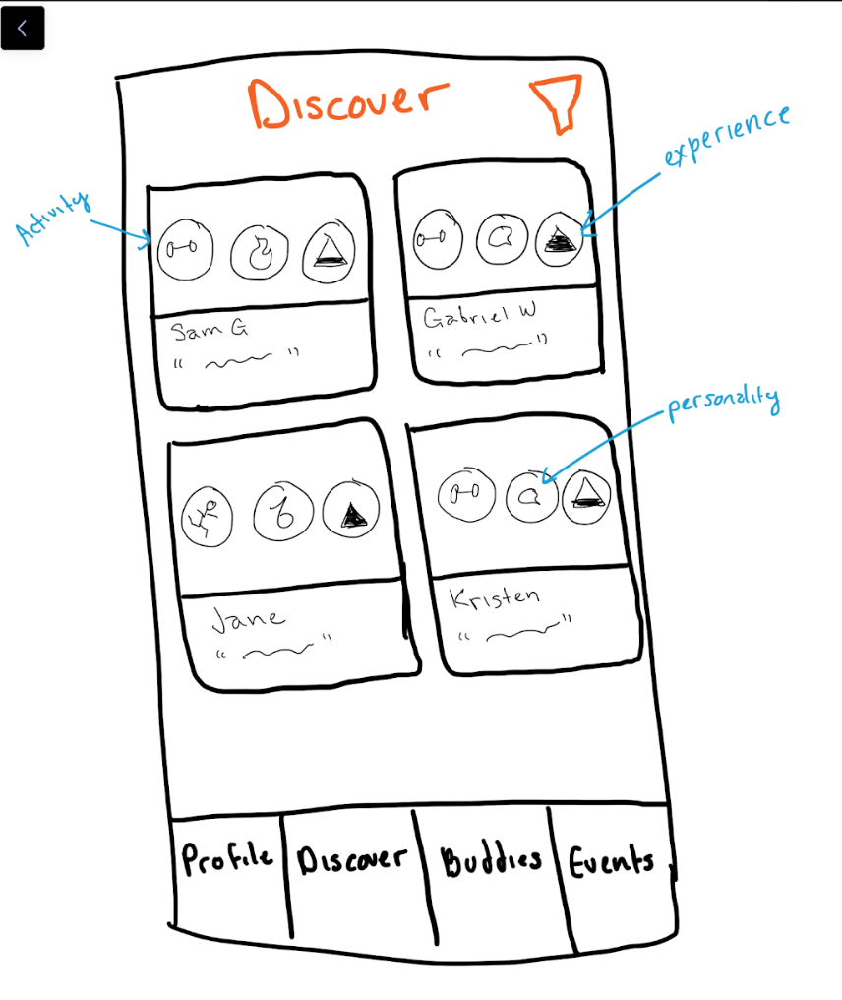 Discover
experience
Activity
Sam G
Gabriel W
personality
Jane
Kristen
Profile
Discover
Buddies
Events